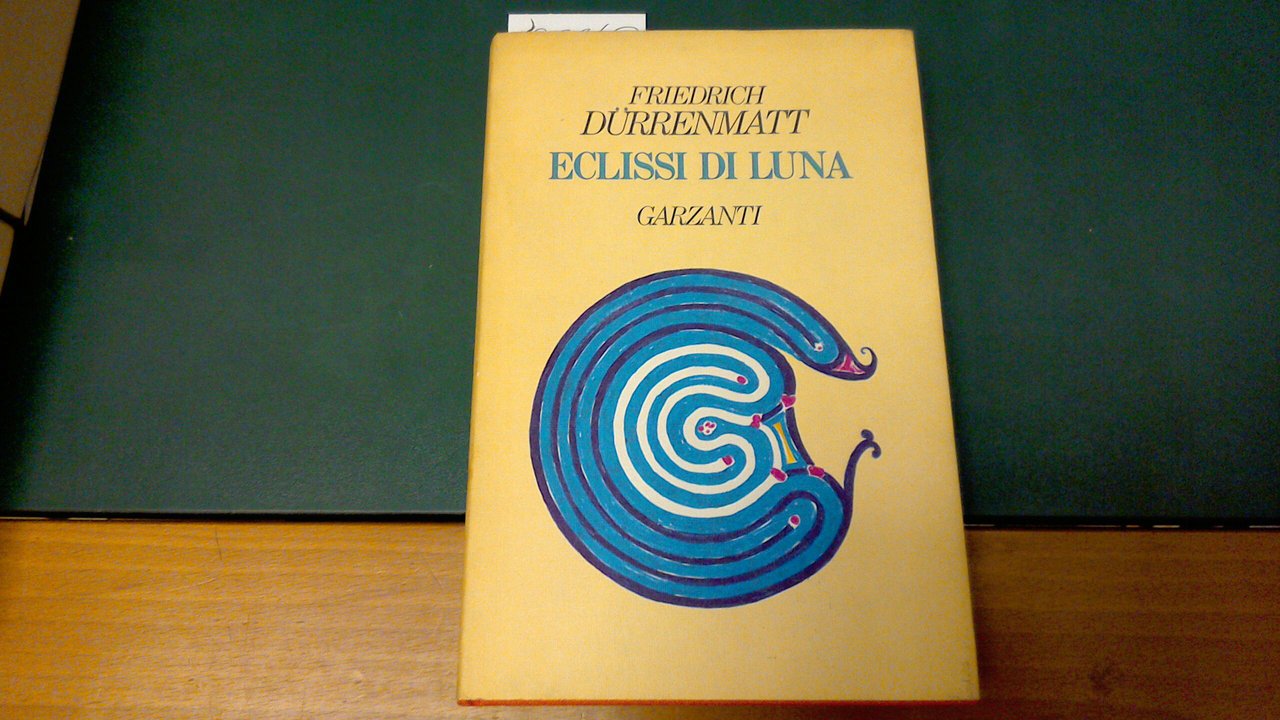 FRIEDRICH
DÜRRENMATT
ECLISSI DI LUNA
GARZANTI